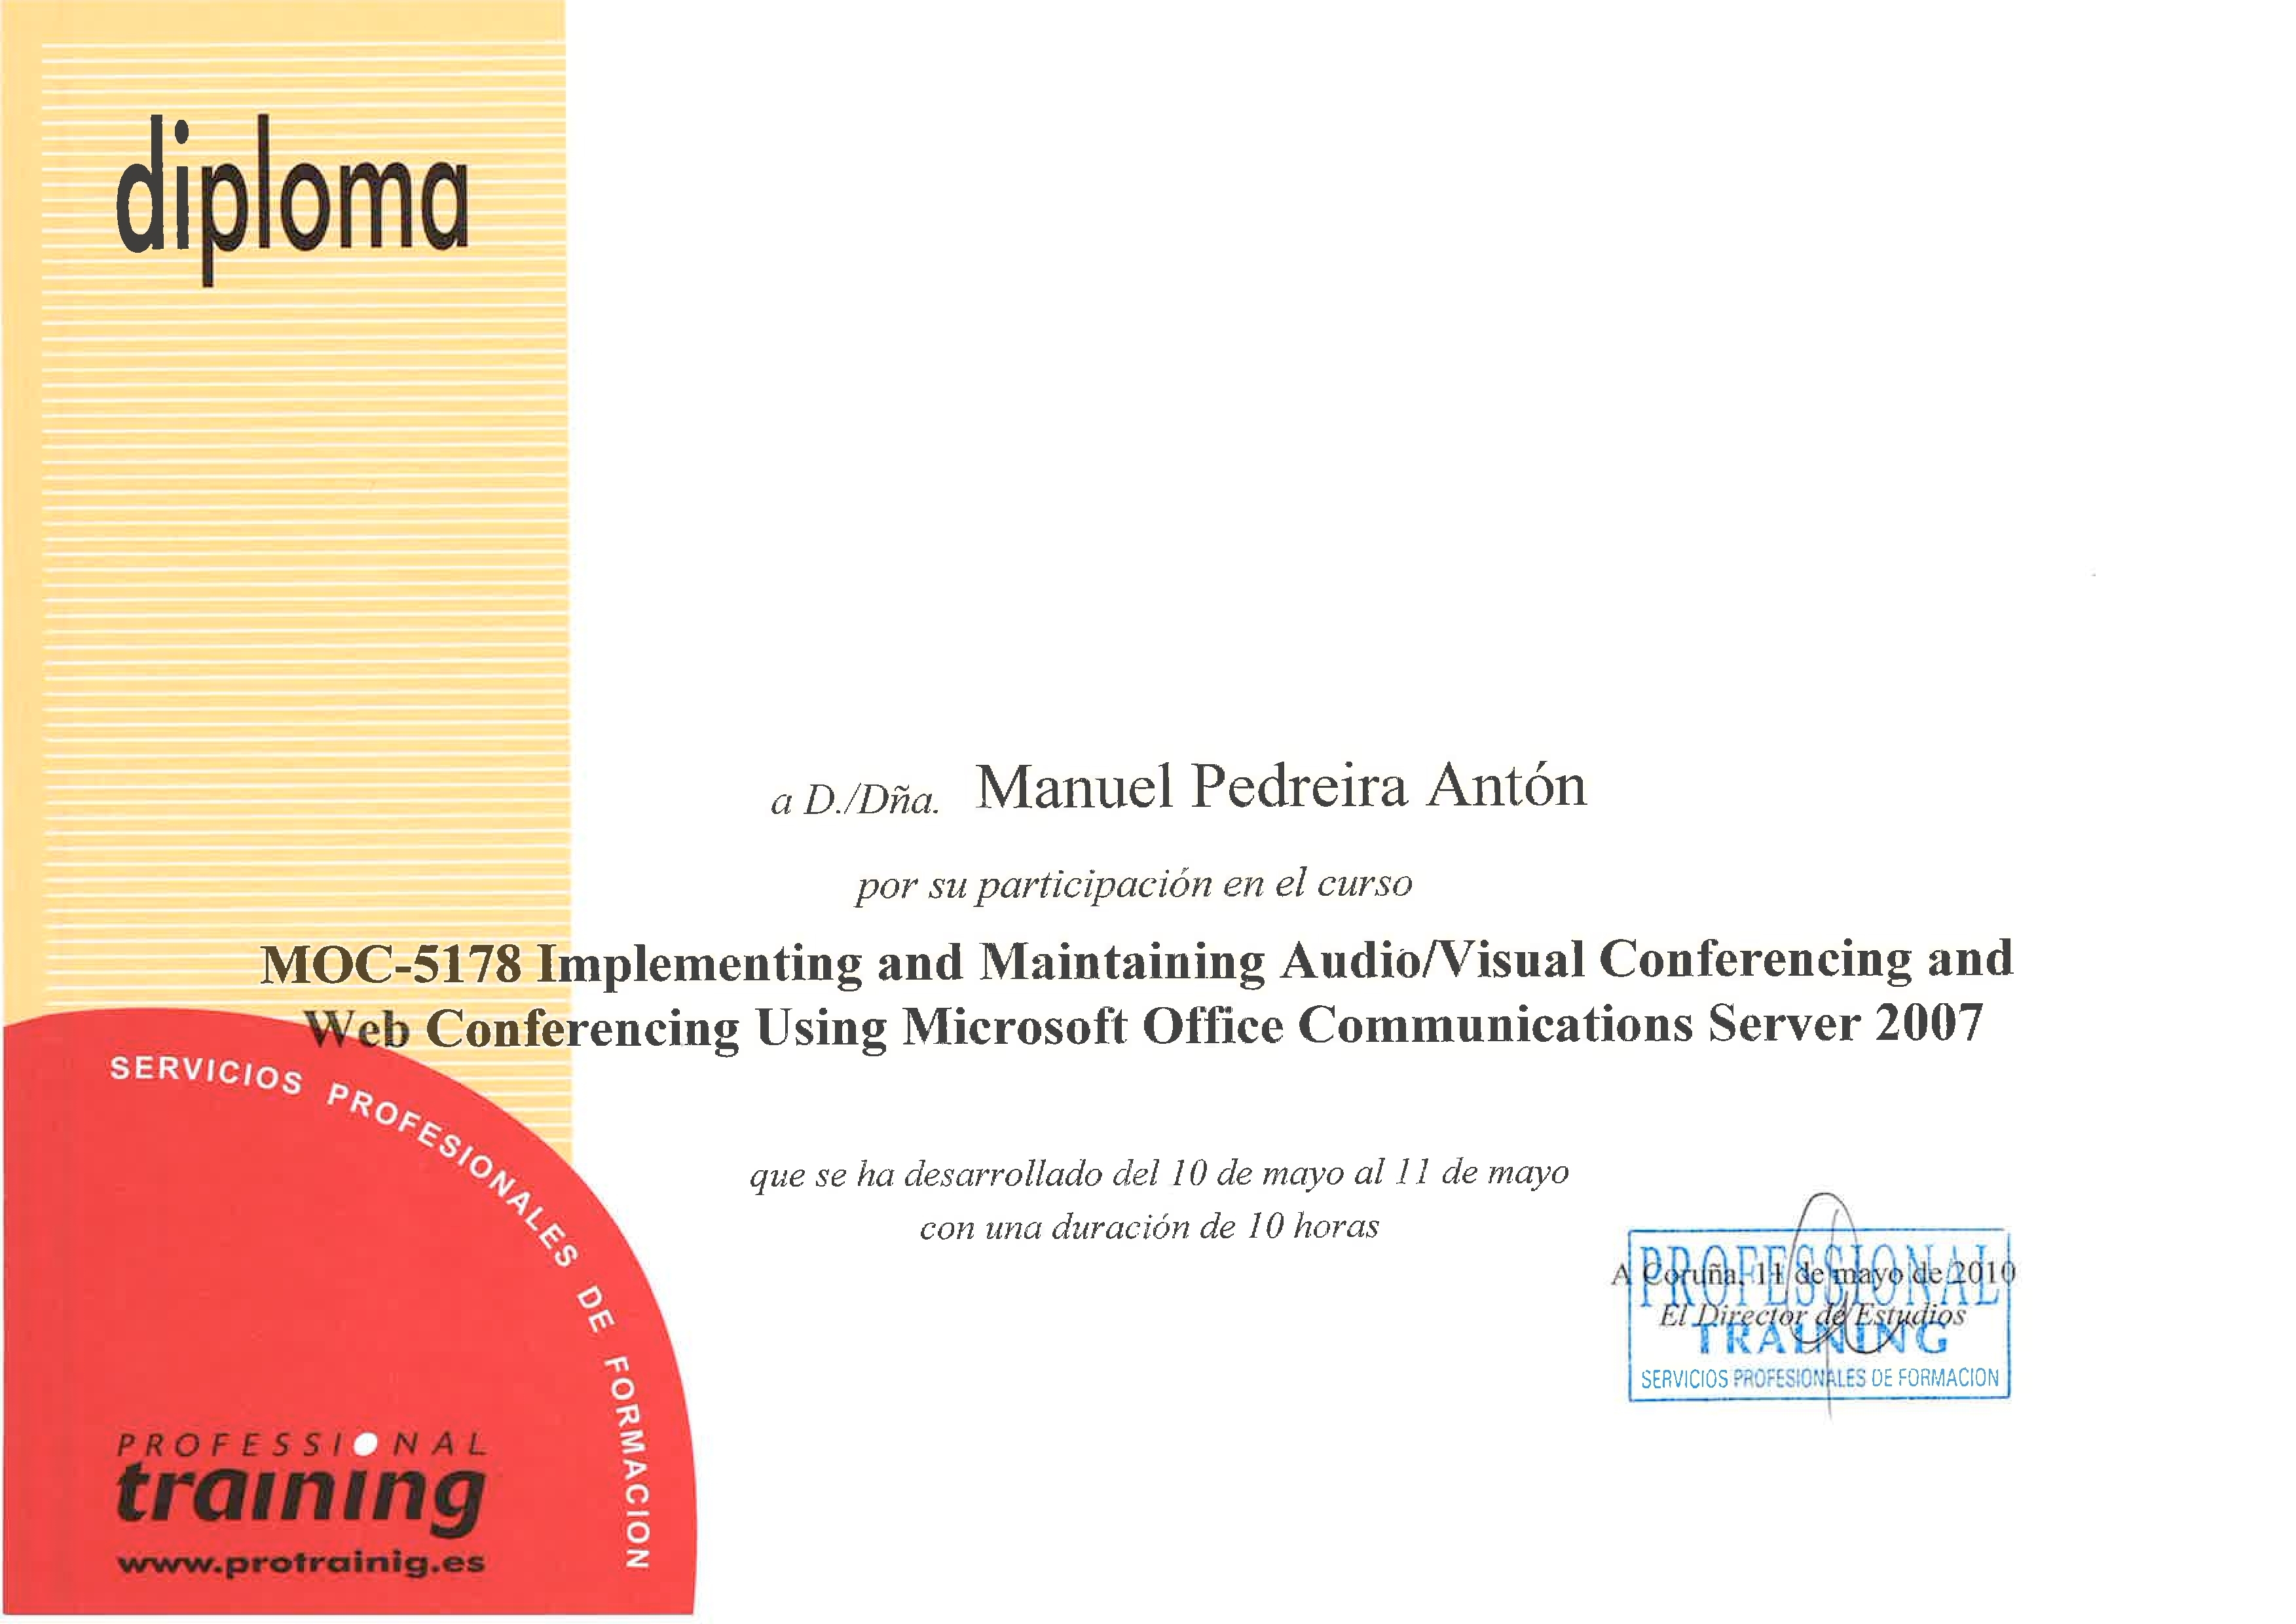 diploma
a D./Dña. Manuel Pedreira Antón
por su participación en el curso
MOC-5178 Implementing and Maintaining Audio/Visual Conferencing and
Web Conferencing Using Microsoft Office Communications Server 2007
que se ha desarrollado del 10 de mayo al 11 de mayo
con una duración de 10 horas
A Coruña, 11 de mayo de 2010
El Director de Estudios
PROFESSIONAL
TRAINING
SERVICIOS PROFESIONALES DE FORMACION
SERVICIOS PROFESIONALES DE FORMACION
PROFESSIONAL
training
www.protrainig.es